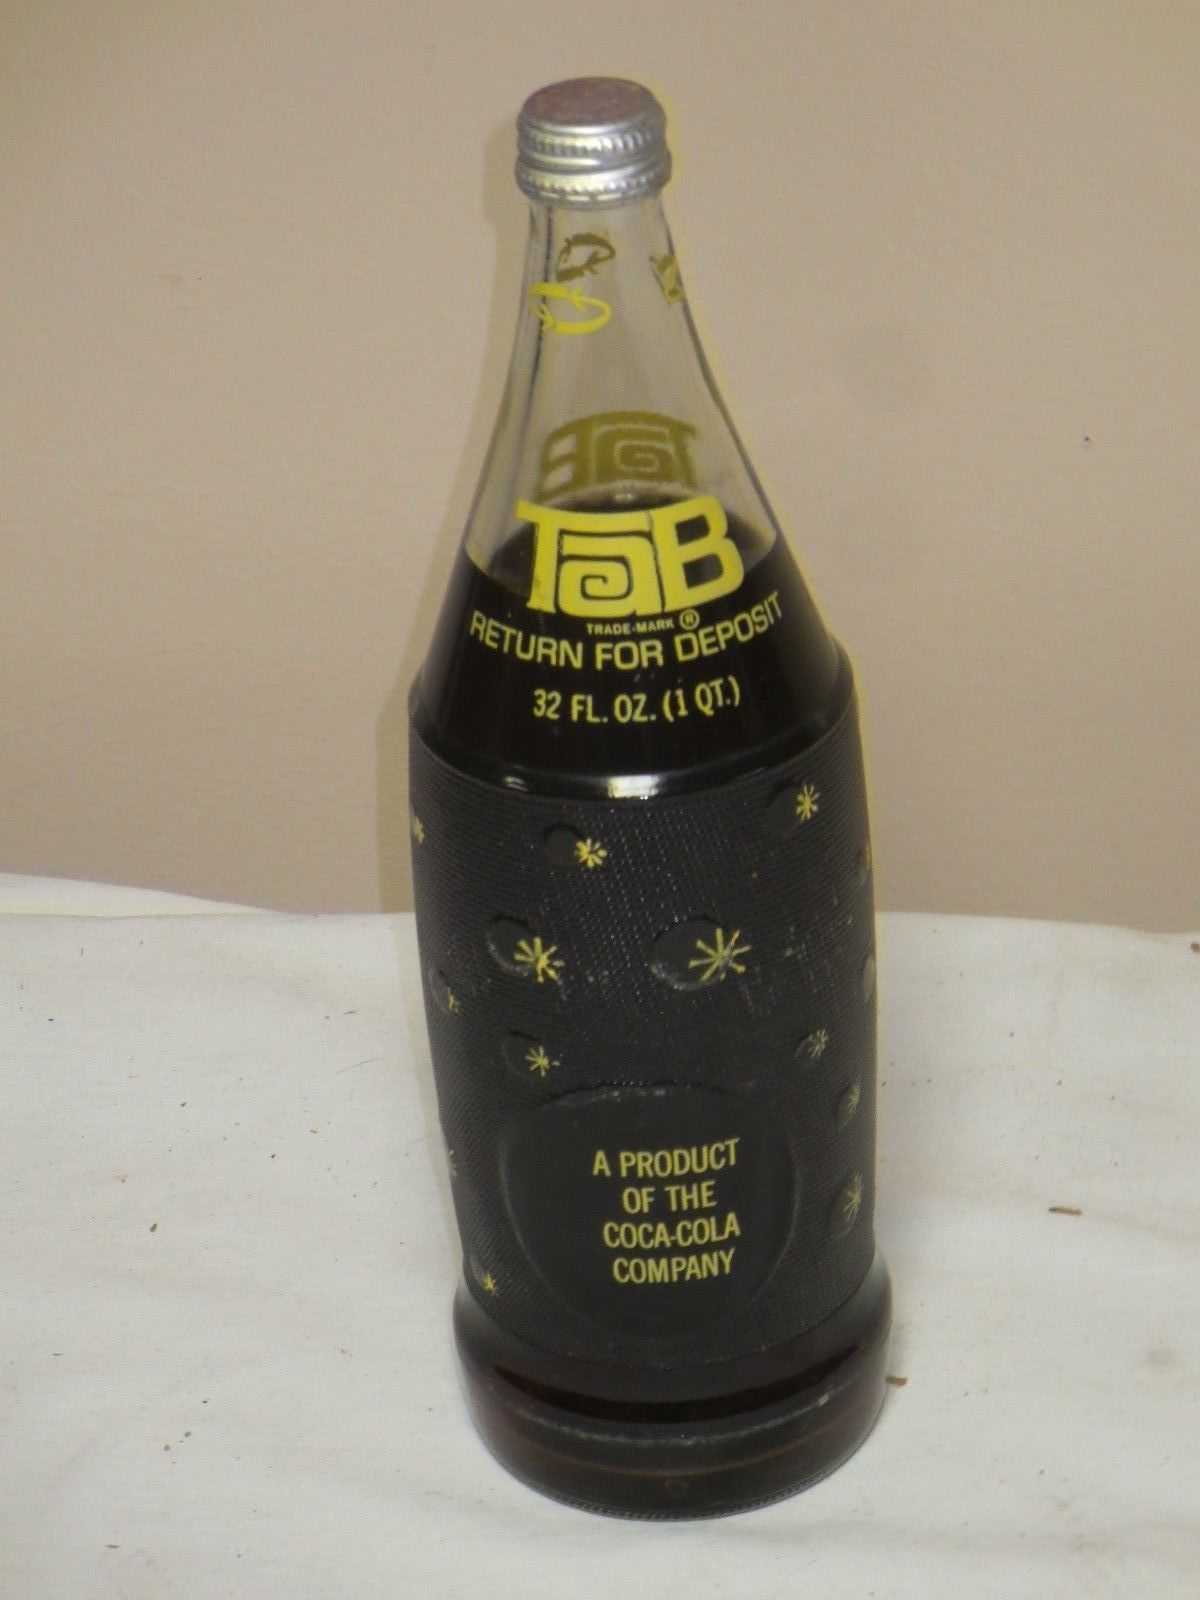 TaB
TRADE-MARK ®
RETURN FOR DEPOSIT
32 FL. OZ. (1 QT.)
A PRODUCT
OF THE
COCA-COLA
COMPANY